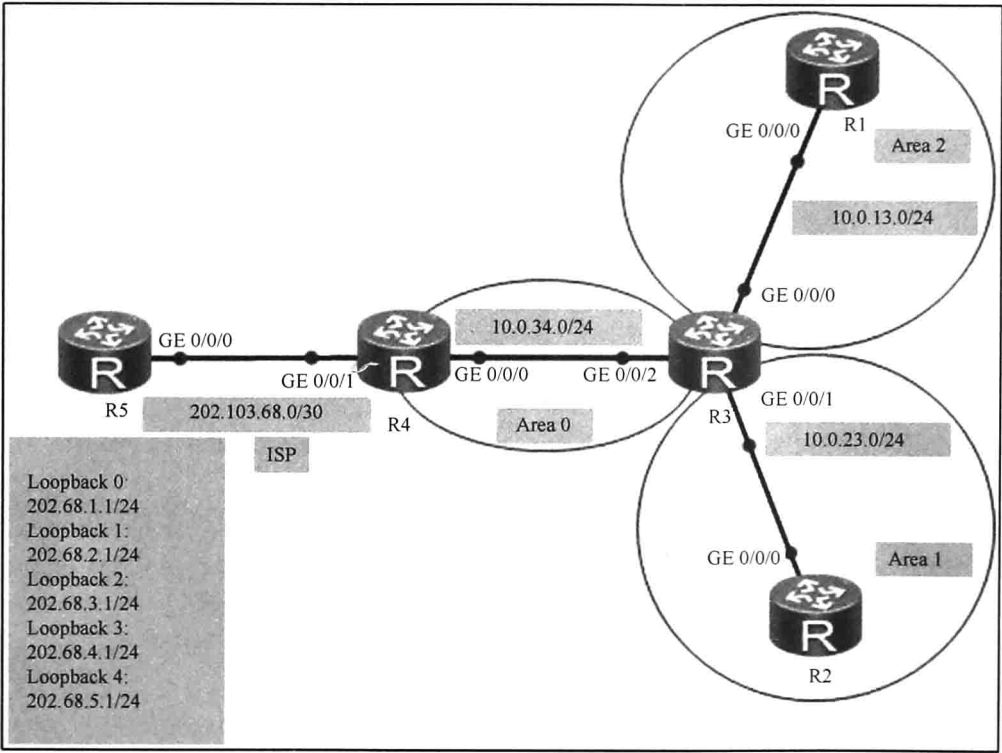 R
R1
GE 0/0/0
Area 2
10.0.13.0/24
GE 0/0/0
10.0.34.0/24
R
GE 0/0/0
GE 0/0/1
R
GE 0/0/0
GE 0/0/2
R
R5
202.103.68.0/30
R4
Area 0
R3
GE 0/0/1
ISP
10.0.23.0/24
Loopback 0:
202.68.1.1/24
Loopback 1:
202.68.2.1/24
Loopback 2:
202.68.3.1/24
Loopback 3:
202.68.4.1/24
Loopback 4:
202.68.5.1/24
GE 0/0/0
Area 1
R
R2